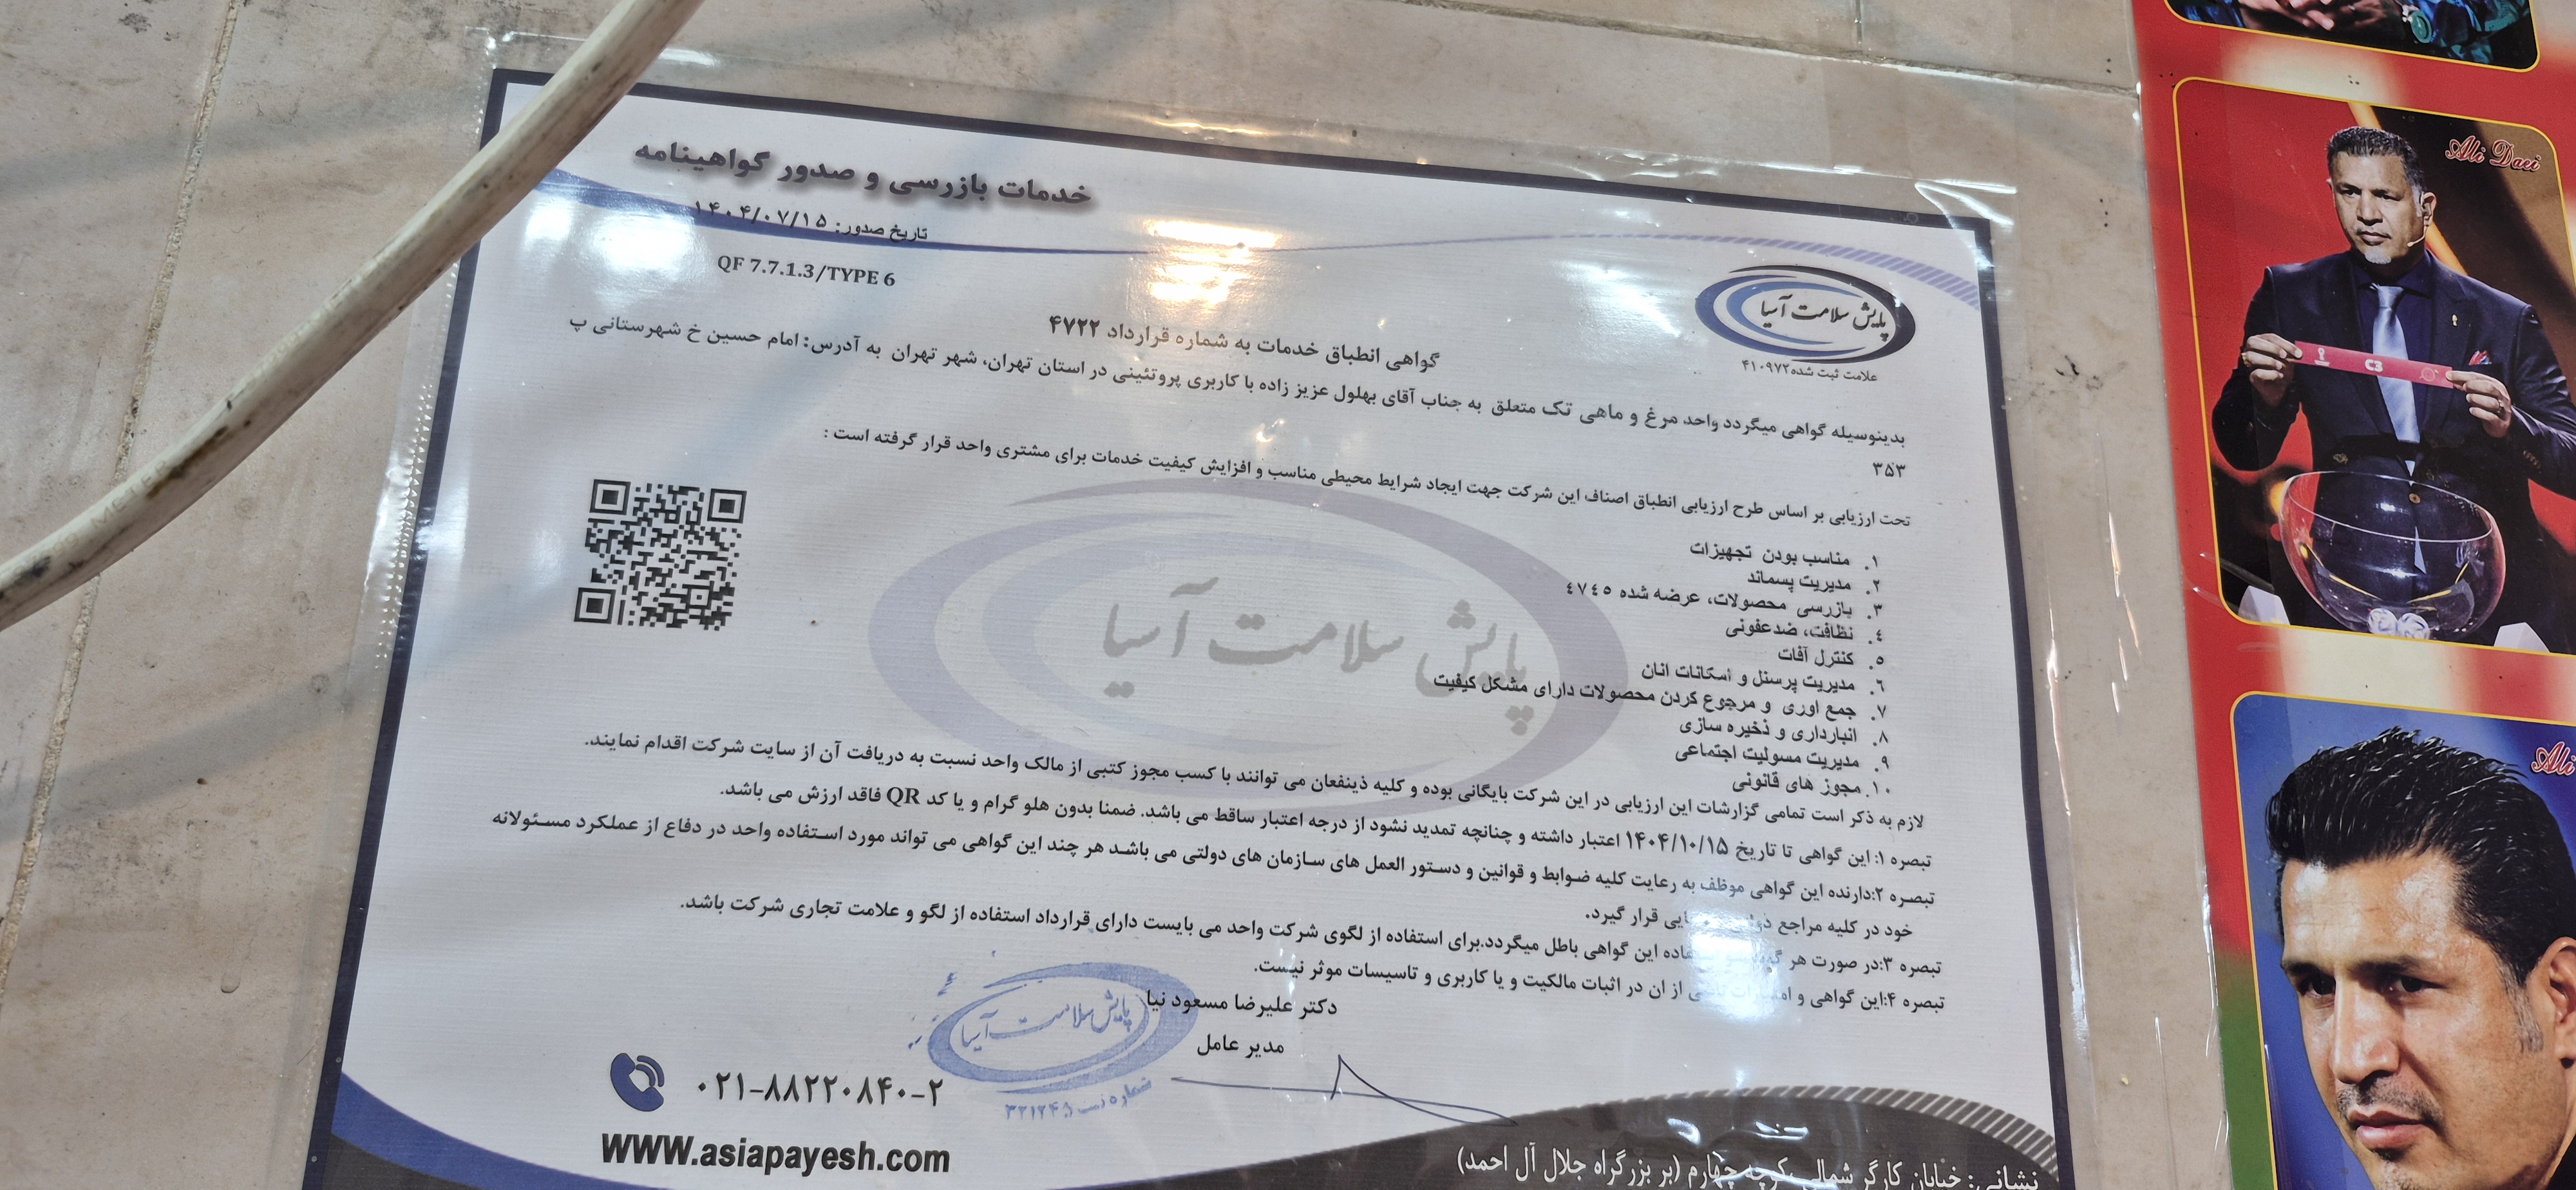 خدمات بازرسی و صدور گواهینامه
تاریخ صدور: ۱۴۰۴/۰۷/۱۵
QF 7.7.1.3/TYPE 6
پایش سلامت آسیا
علامت ثبت شده ۴۱۰۹۷۲
گواهی انطباق خدمات به شماره قرارداد ۴۷۲۲
بدینوسیله گواهی میگردد واحد مرغ و ماهی تک متعلق به جناب آقای بهلول عزیز زاده با کاربری پروتئینی در استان تهران، شهر تهران به آدرس: امام حسین خ شهرستانی پ
۳۵۳
تحت ارزیابی بر اساس طرح ارزیابی انطباق اصناف این شرکت جهت ایجاد شرایط محیطی مناسب و افزایش کیفیت خدمات برای مشتری واحد قرار گرفته است :
۱. مناسب بودن تجهیزات
۲. مدیریت پسماند
۳. بازرسی محصولات، عرضه شده ٤٧٤٥
٤. نظافت، ضدعفونی
۵. کنترل آفات
٦. مدیریت پرسنل و امکانات انان
۷. جمع اوری و مرجوع کردن محصولات دارای مشکل کیفیت
۸. انبارداری و ذخیره سازی
۹. مدیریت مسولیت اجتماعی
۱۰. مجوز های قانونی
پایش سلامت آسیا
لازم به ذکر است تمامی گزارشات این ارزیابی در این شرکت بایگانی بوده و کلیه ذینفعان می توانند با کسب مجوز کتبی از مالک واحد نسبت به دریافت آن از سایت شرکت اقدام نمایند.
تبصره ۱: این گواهی تا تاریخ ۱۴۰۴/۱۰/۱۵ اعتبار داشته و چنانچه تمدید نشود از درجه اعتبار ساقط می باشد. ضمنا بدون هلو گرام و یا کد QR فاقد ارزش می باشد.
تبصره ۲:دارنده این گواهی موظف به رعایت کلیه ضوابط و قوانین و دستور العمل های سازمان های دولتی می باشد هر چند این گواهی می تواند مورد استفاده واحد در دفاع از عملکرد مسئولانه
خود در کلیه مراجع قرار گیرد.
تبصره ۳:در صورت هر این گواهی باطل میگردد.برای استفاده از لگوی شرکت واحد می بایست دارای قرارداد استفاده از لگو و علامت تجاری شرکت باشد.
تبصره ۴:این گواهی و از ان در اثبات مالکیت و یا کاربری و تاسیسات موثر نیست.
دکتر علیرضا مسعود نیا
مدیر عامل
پایش سلامت آسیا
۰۲۱-۸۸۲۲۰۸۴۰-۲
WWW.asiapayesh.com
نشانی: خیابان کارگر شمالی کوچه چهارم (بر بزرگراه جلال آل احمد)
Ali Daei
C3
Ali